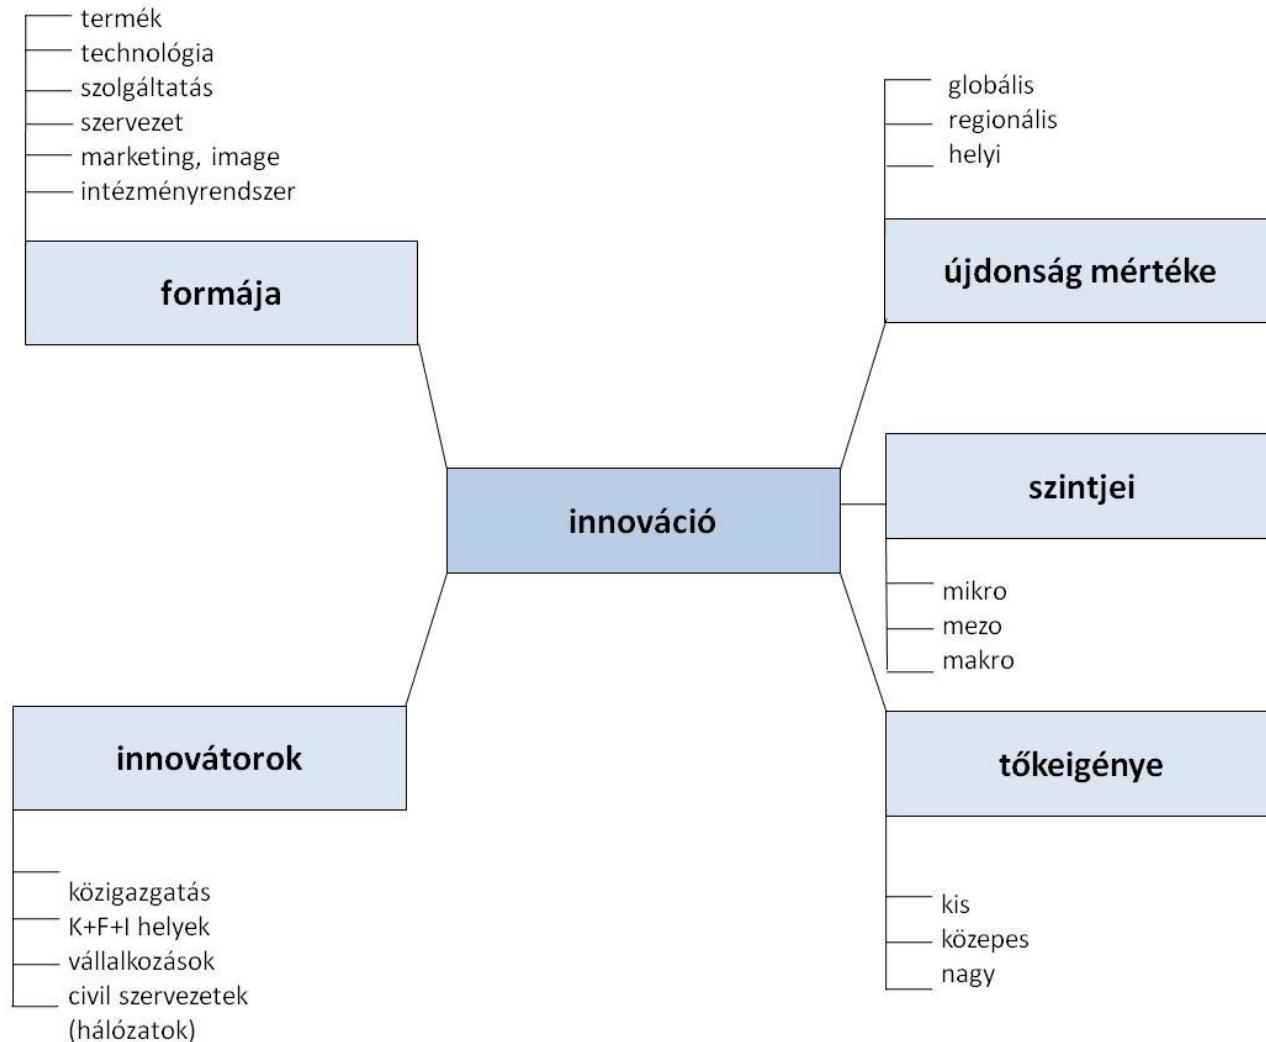 termék
technológia
szolgáltatás
szervezet
marketing, image
intézményrendszer
formája
globális
regionális
helyi
újdonság mértéke
szintjei
mikro
mezo
makro
innováció
innovátorok
közigazgatás
K+F+I helyek
vállalkozások
civil szervezetek
(hálózatok)
tőkeigénye
kis
közepes
nagy